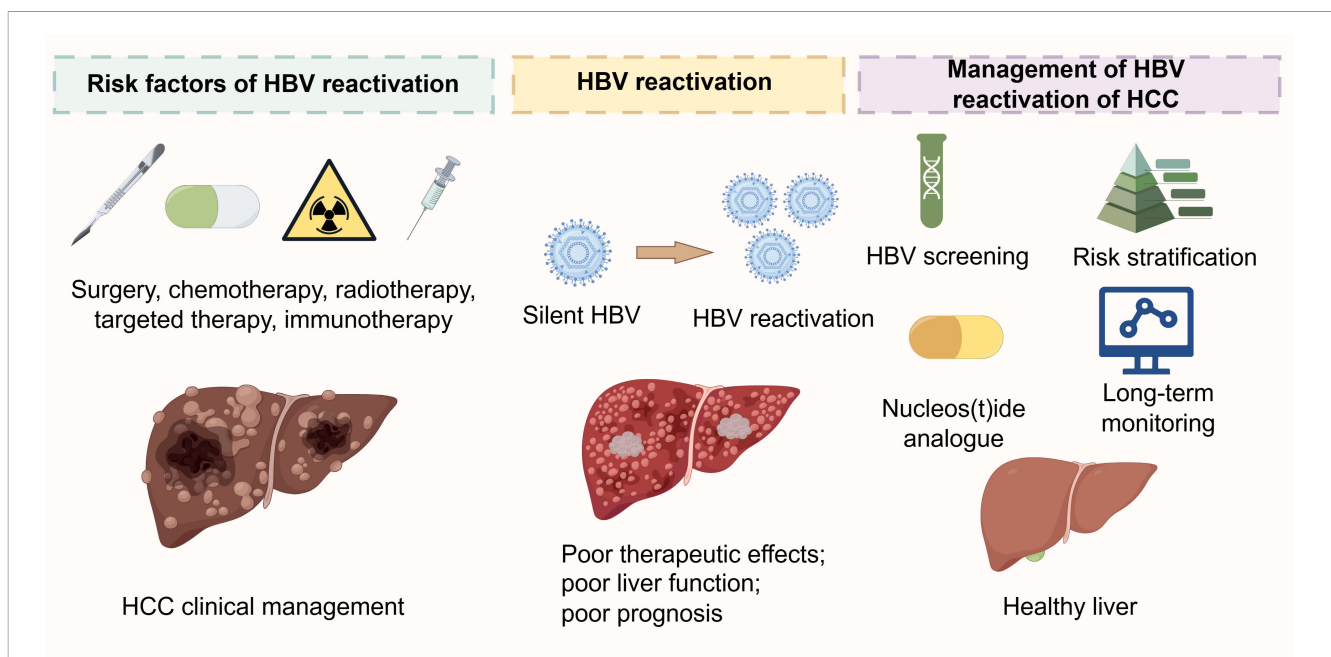 Risk factors of HBV reactivation
Surgery, chemotherapy, radiotherapy,
targeted therapy, immunotherapy
HCC clinical management
HBV reactivation
Silent HBV
HBV reactivation
Poor therapeutic effects;
poor liver function;
poor prognosis
Management of HBV
reactivation of HCC
HBV screening
Risk stratification
Nucleos(t)ide
analogue
Long-term
monitoring
Healthy liver